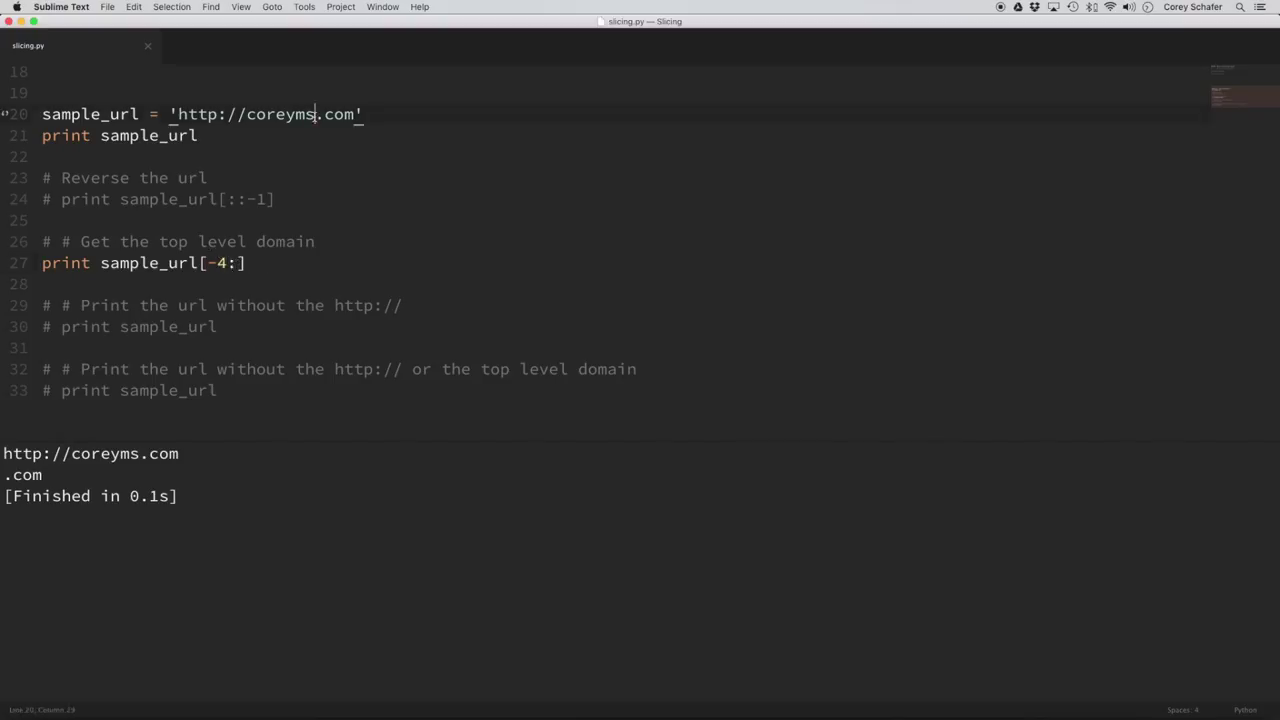 Sublime Text File Edit Selection Find View Goto Tools Project Window Help Corey Schafer
slicing.py — Slicing
slicing.py
18
19
20 sample_url = 'http://coreyms.com'
21 print sample_url
22
23 # Reverse the url
24 # print sample_url[::-1]
25
26 # # Get the top level domain
27 print sample_url[-4:]
28
29 # # Print the url without the http://
30 # print sample_url
31
32 # # Print the url without the http:// or the top level domain
33 # print sample_url
http://coreyms.com
.com
[Finished in 0.1s]
Line 20, Column 29 Spaces: 4 Python